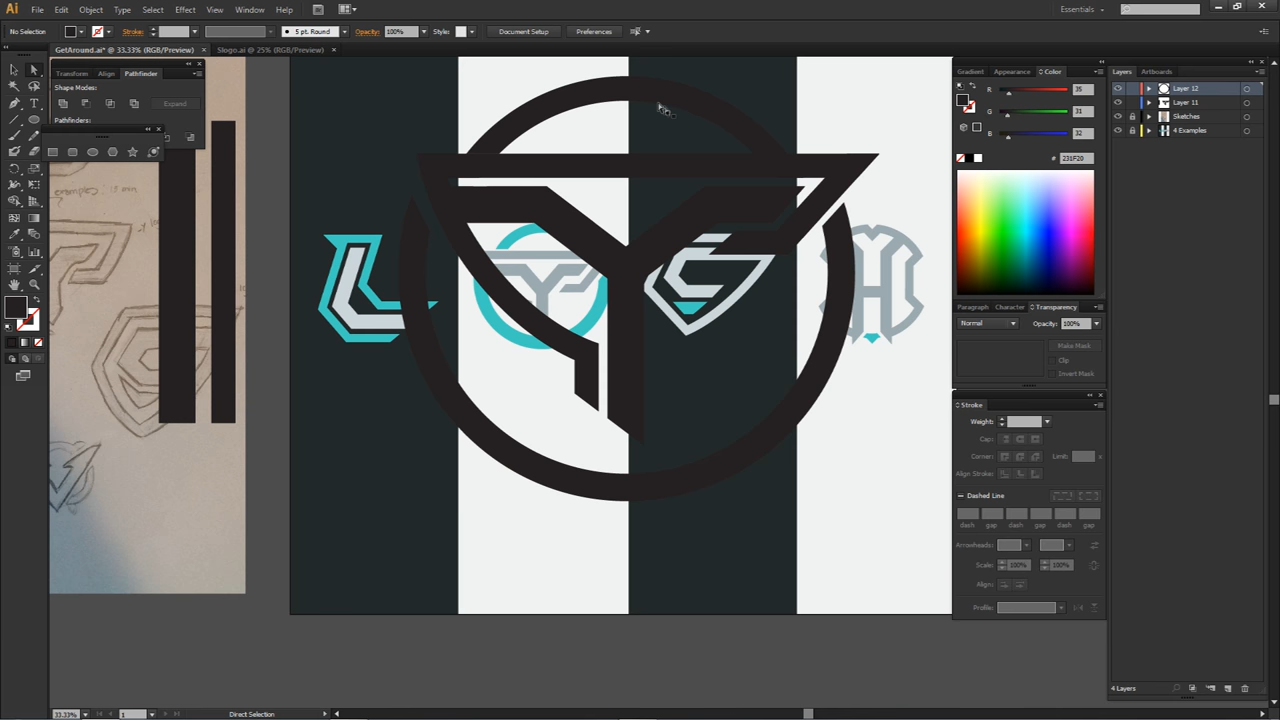 Ai File Edit Object Type Select Effect View Window Help Br Essentials
No Selection Stroke: 5 pt. Round Opacity: 100% Style: Document Setup Preferences
GetAround.ai* @ 33.33% (RGB/Preview) × Slogo.ai @ 25% (RGB/Preview) ×
Transform Align Pathfinder
Shape Modes:
Expand
Pathfinders:
Gradient Appearance Color
R 35
G 31
B 32
# 231F20
Paragraph Character Transparency
Normal Opacity: 100%
Make Mask
Clip
Invert Mask
Stroke
Weight:
Cap:
Corner: Limit: x
Align Stroke:
Dashed Line
dash gap dash gap dash gap
Arrowheads:
Scale: 100% 100%
Align:
Profile:
Layers Artboards
Layer 12
Layer 11
Sketches
4 Examples
4 Layers
L Y S H
33.33% 1 Direct Selection